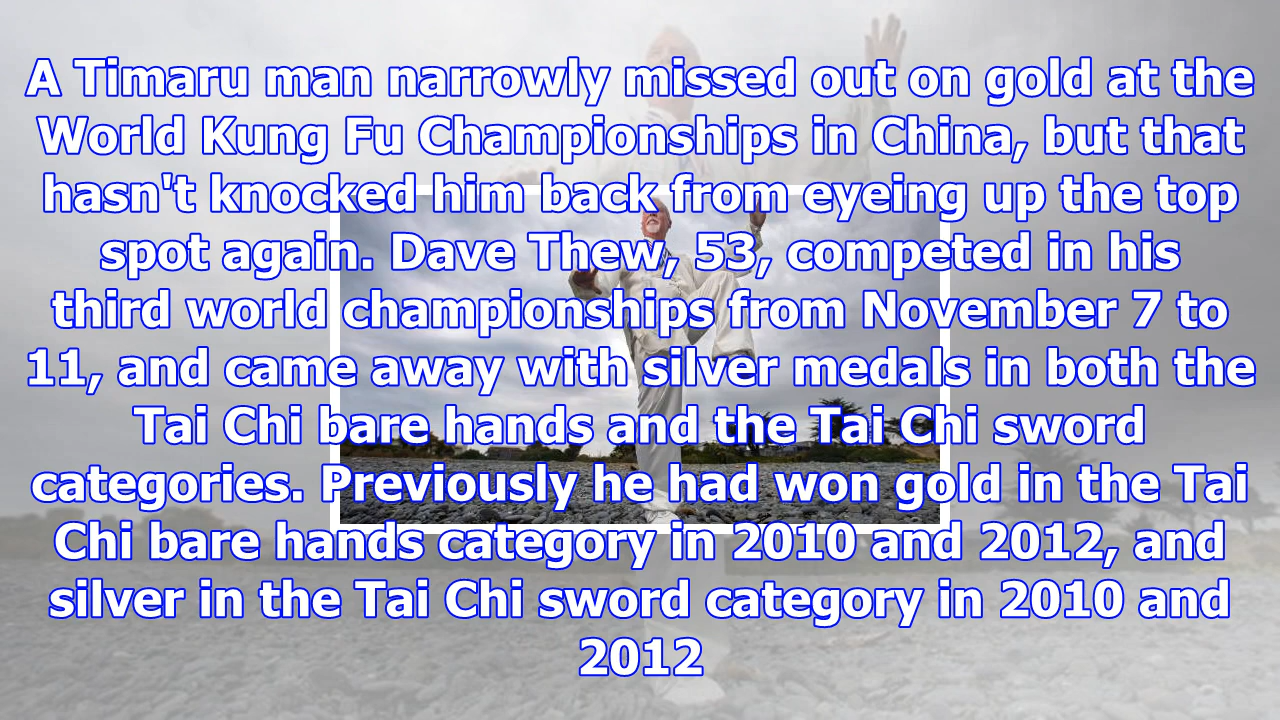 A Timaru man narrowly missed out on gold at the
World Kung Fu Championships in China, but that
hasn't knocked him back from eyeing up the top
spot again. Dave Thew, 53, competed in his
third world championships from November 7 to
11, and came away with silver medals in both the
Tai Chi bare hands and the Tai Chi sword
categories. Previously he had won gold in the Tai
Chi bare hands category in 2010 and 2012, and
silver in the Tai Chi sword category in 2010 and
2012